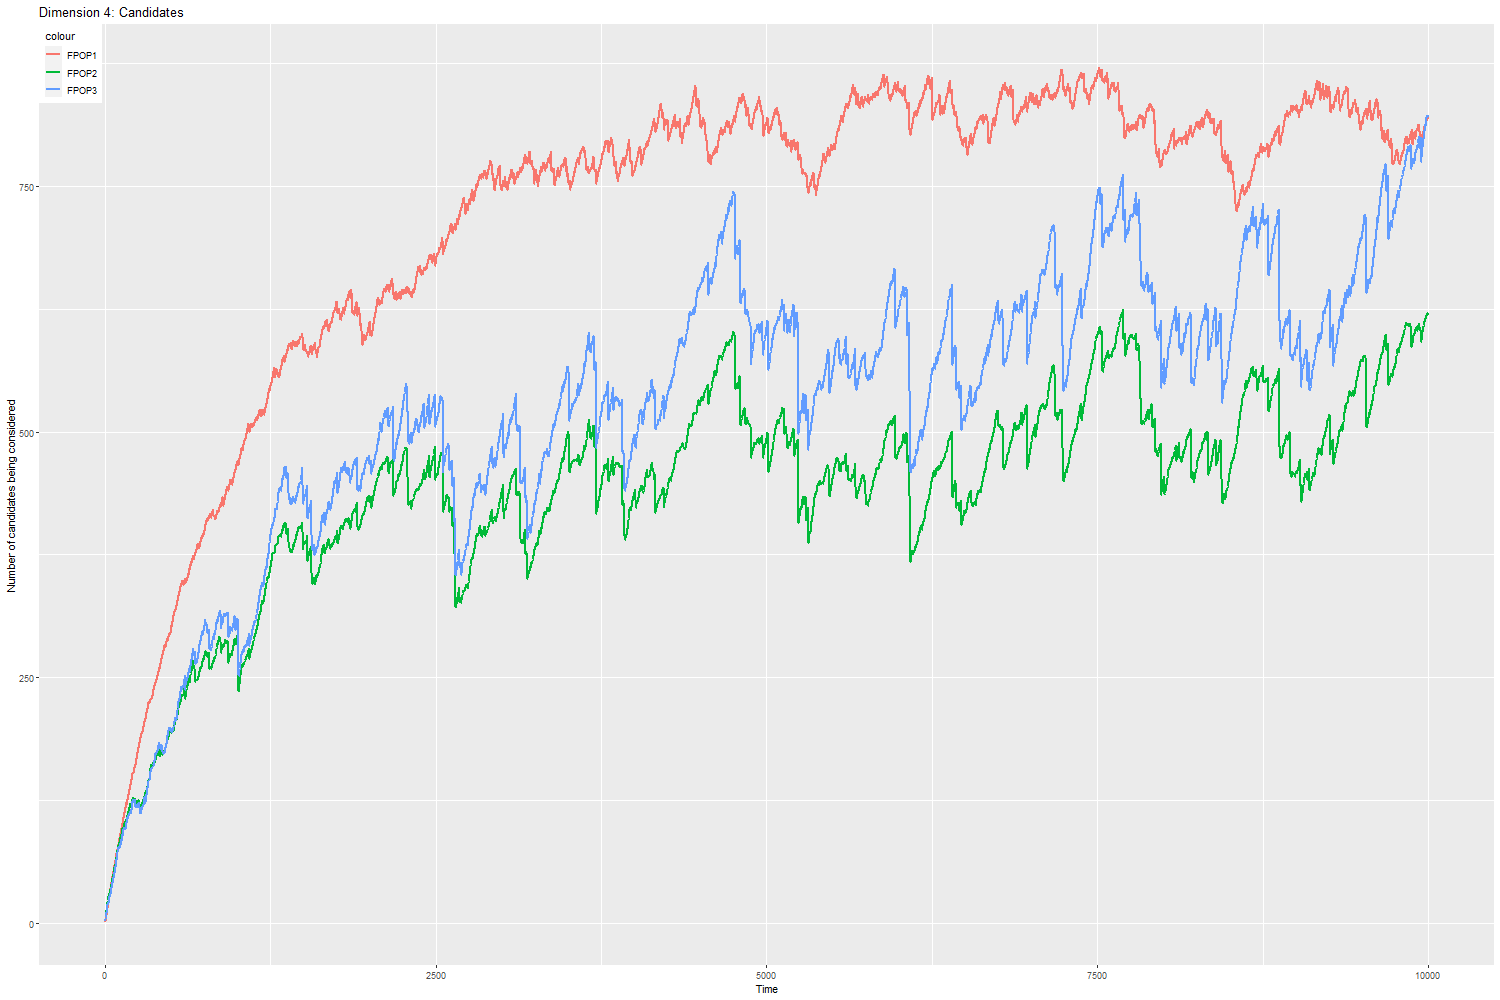 Dimension 4: Candidates
colour
FPOP1
FPOP2
FPOP3
Number of candidates being considered
750
500
250
0
0
2500
5000
7500
10000
Time